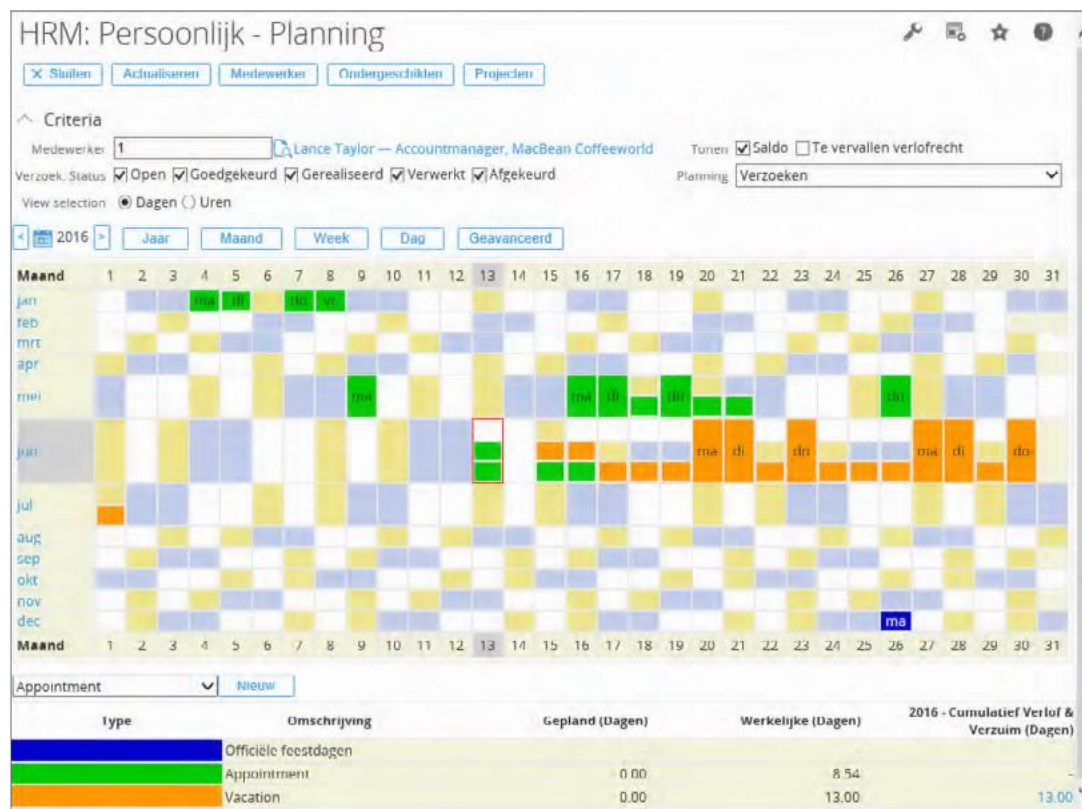 HRM: Persoonlijk - Planning
X Sluiten Actualiseren Medewerker Ondergeschikten Projecten
Criteria
Medewerker 1 Lance Taylor — Accountmanager, MacBean Coffeeworld Tonen Saldo Te vervallen verlofrecht
Verzoek. Status Open Goedgekeurd Gerealiseerd Verwerkt Afgekeurd Planning Verzoeken
View selection Dagen Uren
< 2016 > Jaar Maand Week Dag Geavanceerd
Maand 1 2 3 4 5 6 7 8 9 10 11 12 13 14 15 16 17 18 19 20 21 22 23 24 25 26 27 28 29 30 31
jan ma di do vr
feb
mrt
apr
mei ma ma di do do
jun ma di do ma di do
jul
aug
sep
okt
nov
dec ma
Maand 1 2 3 4 5 6 7 8 9 10 11 12 13 14 15 16 17 18 19 20 21 22 23 24 25 26 27 28 29 30 31
Appointment Nieuw
Type Omschrijving Gepland (Dagen) Werkelijke (Dagen) 2016 - Cumulatief Verlof &
Verzuim (Dagen)
Officiële feestdagen
Appointment 0.00 8.54 -
Vacation 0.00 13.00 13.00